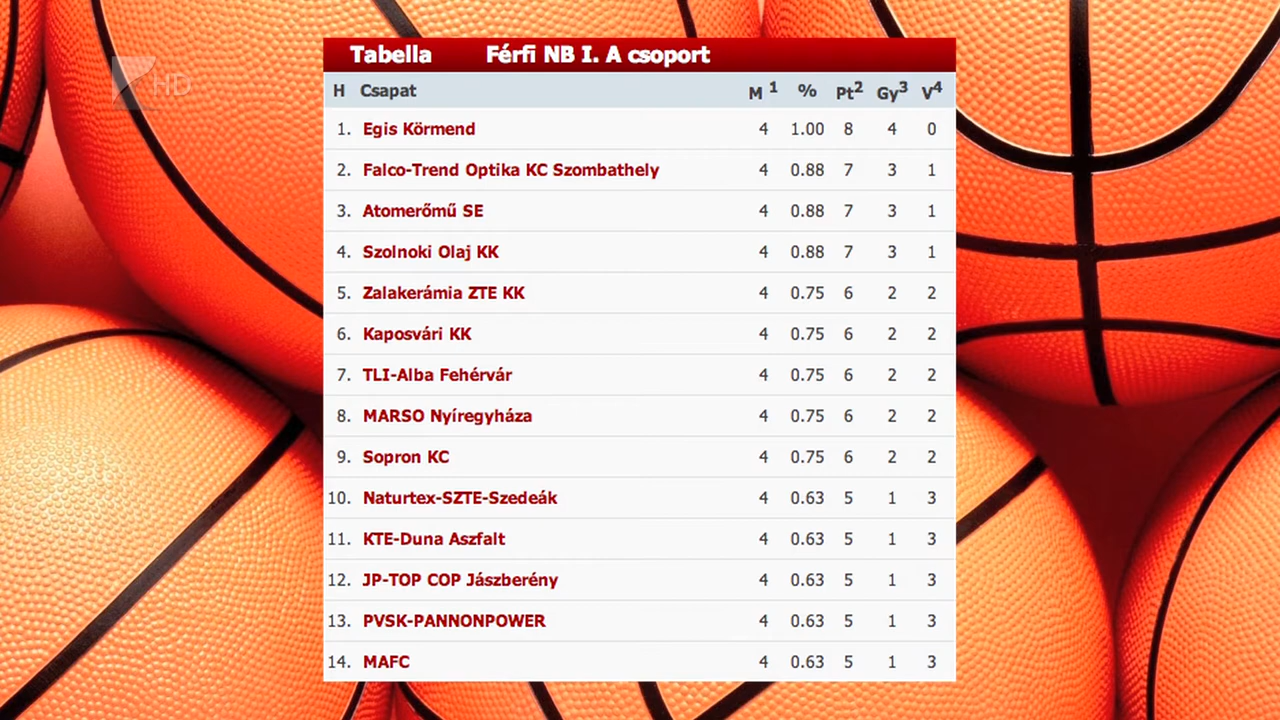 HD
Tabella Férfi NB I. A csoport
H Csapat M 1 % Pt2 Gy3 V4
1. Egis Körmend 4 1.00 8 4 0
2. Falco-Trend Optika KC Szombathely 4 0.88 7 3 1
3. Atomerőmű SE 4 0.88 7 3 1
4. Szolnoki Olaj KK 4 0.88 7 3 1
5. Zalakerámia ZTE KK 4 0.75 6 2 2
6. Kaposvári KK 4 0.75 6 2 2
7. TLI-Alba Fehérvár 4 0.75 6 2 2
8. MARSO Nyíregyháza 4 0.75 6 2 2
9. Sopron KC 4 0.75 6 2 2
10. Naturtex-SZTE-Szedeák 4 0.63 5 1 3
11. KTE-Duna Aszfalt 4 0.63 5 1 3
12. JP-TOP COP Jászberény 4 0.63 5 1 3
13. PVSK-PANNONPOWER 4 0.63 5 1 3
14. MAFC 4 0.63 5 1 3